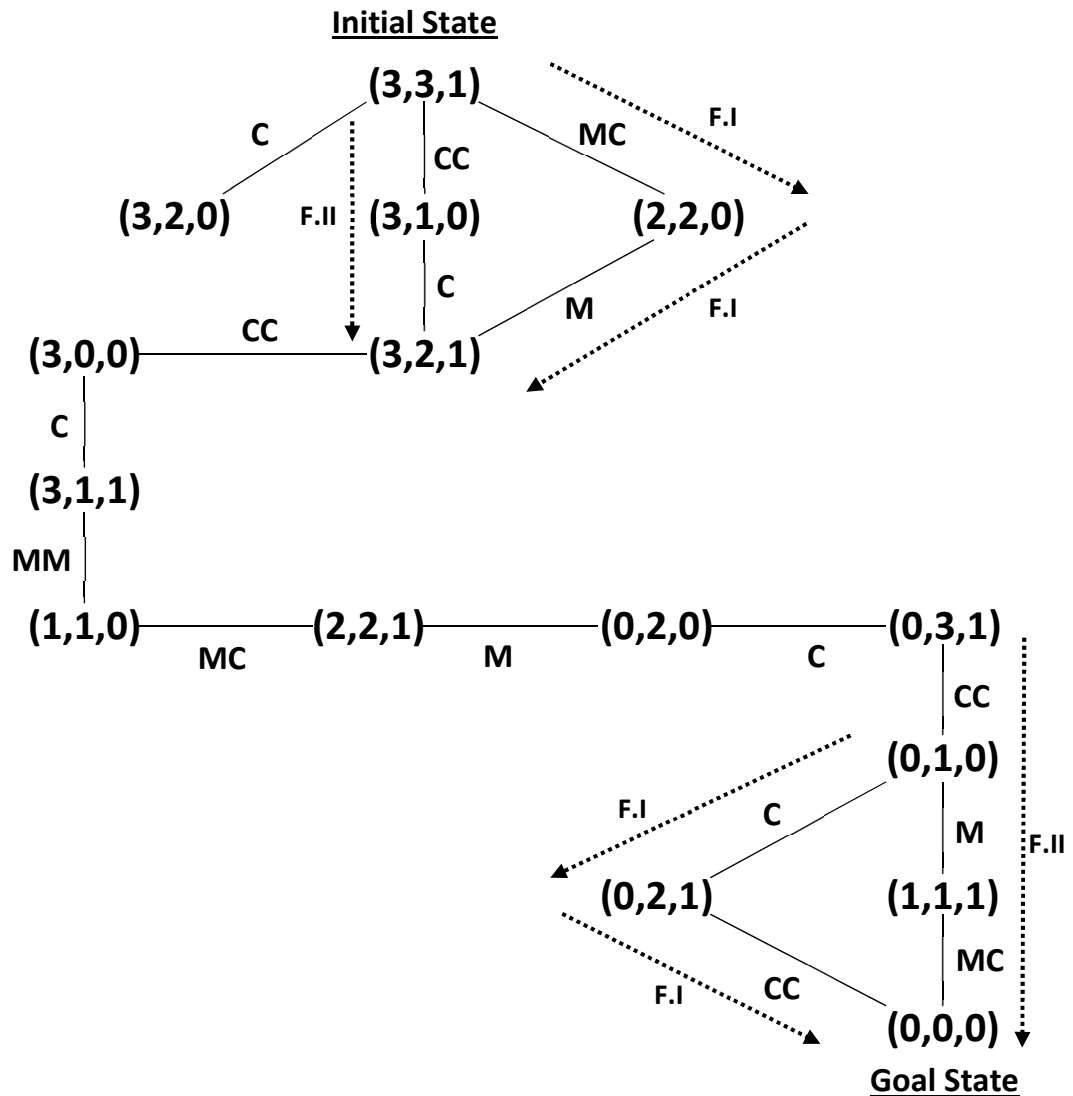 Initial State
(3,3,1)
F.I
C
MC
CC
(3,2,0)
F.II
(3,1,0)
(2,2,0)
C
M
F.I
CC
(3,0,0)
(3,2,1)
C
(3,1,1)
MM
(1,1,0)
(2,2,1)
(0,2,0)
(0,3,1)
MC
M
C
CC
(0,1,0)
F.I
C
M
F.II
(0,2,1)
(1,1,1)
F.I
CC
MC
(0,0,0)
Goal State